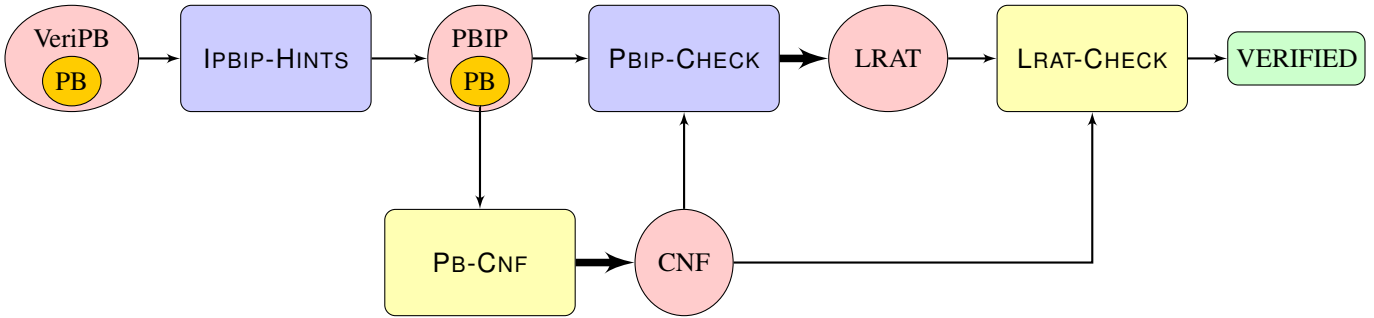 VeriPB
PB
IPBIP-HINTS
PBIP
PB
PBIP-CHECK
LRAT
LRAT-CHECK
VERIFIED
PB-CNF
CNF